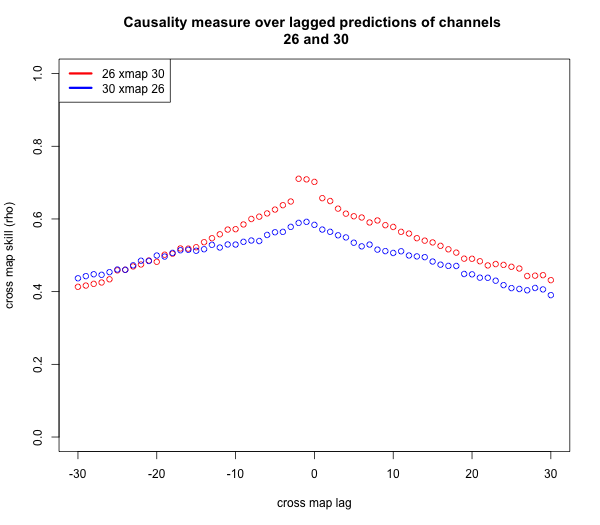 Causality measure over lagged predictions of channels
26 and 30
26 xmap 30
30 xmap 26
cross map skill (rho)
1.0
0.8
0.6
0.4
0.2
0.0
-30 -20 -10 0 10 20 30
cross map lag